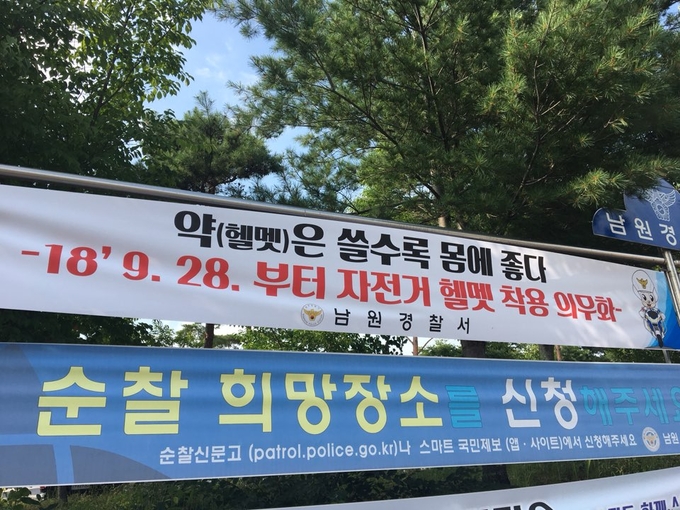 약(헬멧)은 쓸수록 몸에 좋다
-18’ 9. 28. 부터 자전거 헬멧 착용 의무화-
남원경찰서
남원경
순찰 희망장소를 신청해주세요
순찰신문고 (patrol.police.go.kr)나 스마트 국민제보 (앱 · 사이트)에서 신청해주세요 남원